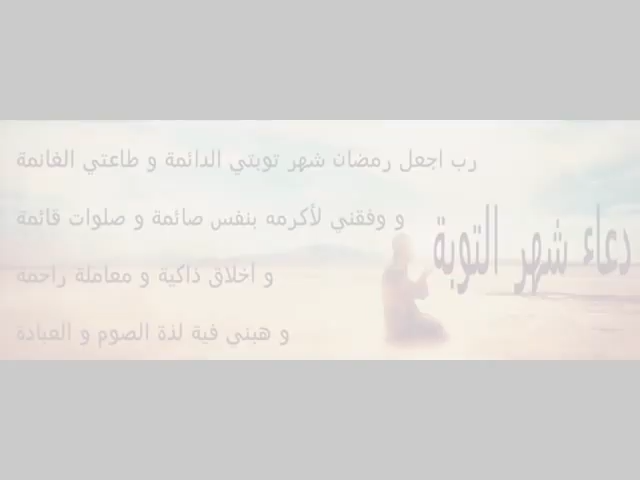 دعاء شهر التوبة
رب اجعل رمضان شهر توبتي الدائمة و طاعتي الغانمة
و وفقني لأكرمه بنفس صائمة و صلوات قائمة
و أخلاق ذاكية و معاملة راحمة
و هبني فية لذة الصوم و العبادة